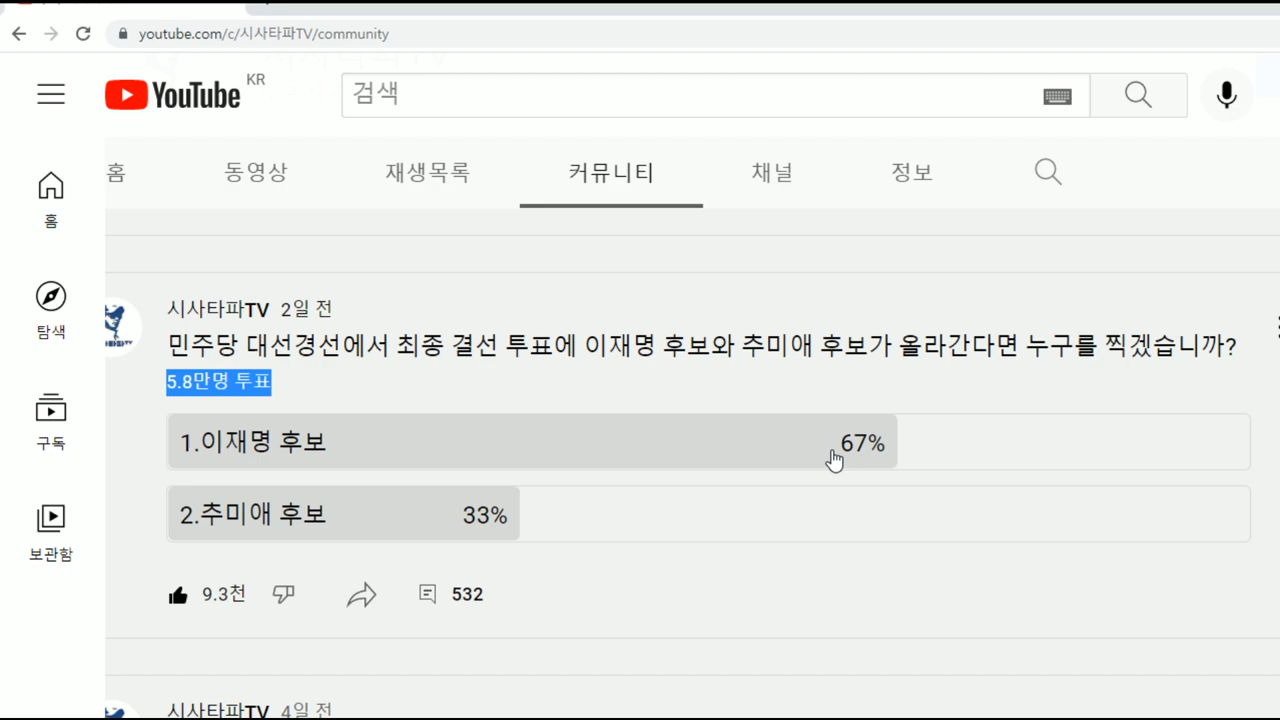 youtube.com/c/시사타파TV/community
YouTube KR
검색
홈 동영상 재생목록 커뮤니티 채널 정보
홈
탐색
구독
보관함
시사타파TV 2일 전
민주당 대선경선에서 최종 결선 투표에 이재명 후보와 추미애 후보가 올라간다면 누구를 찍겠습니까?
5.8만명 투표
1.이재명 후보 67%
2.추미애 후보 33%
9.3천 532
시사타파TV 4일 전